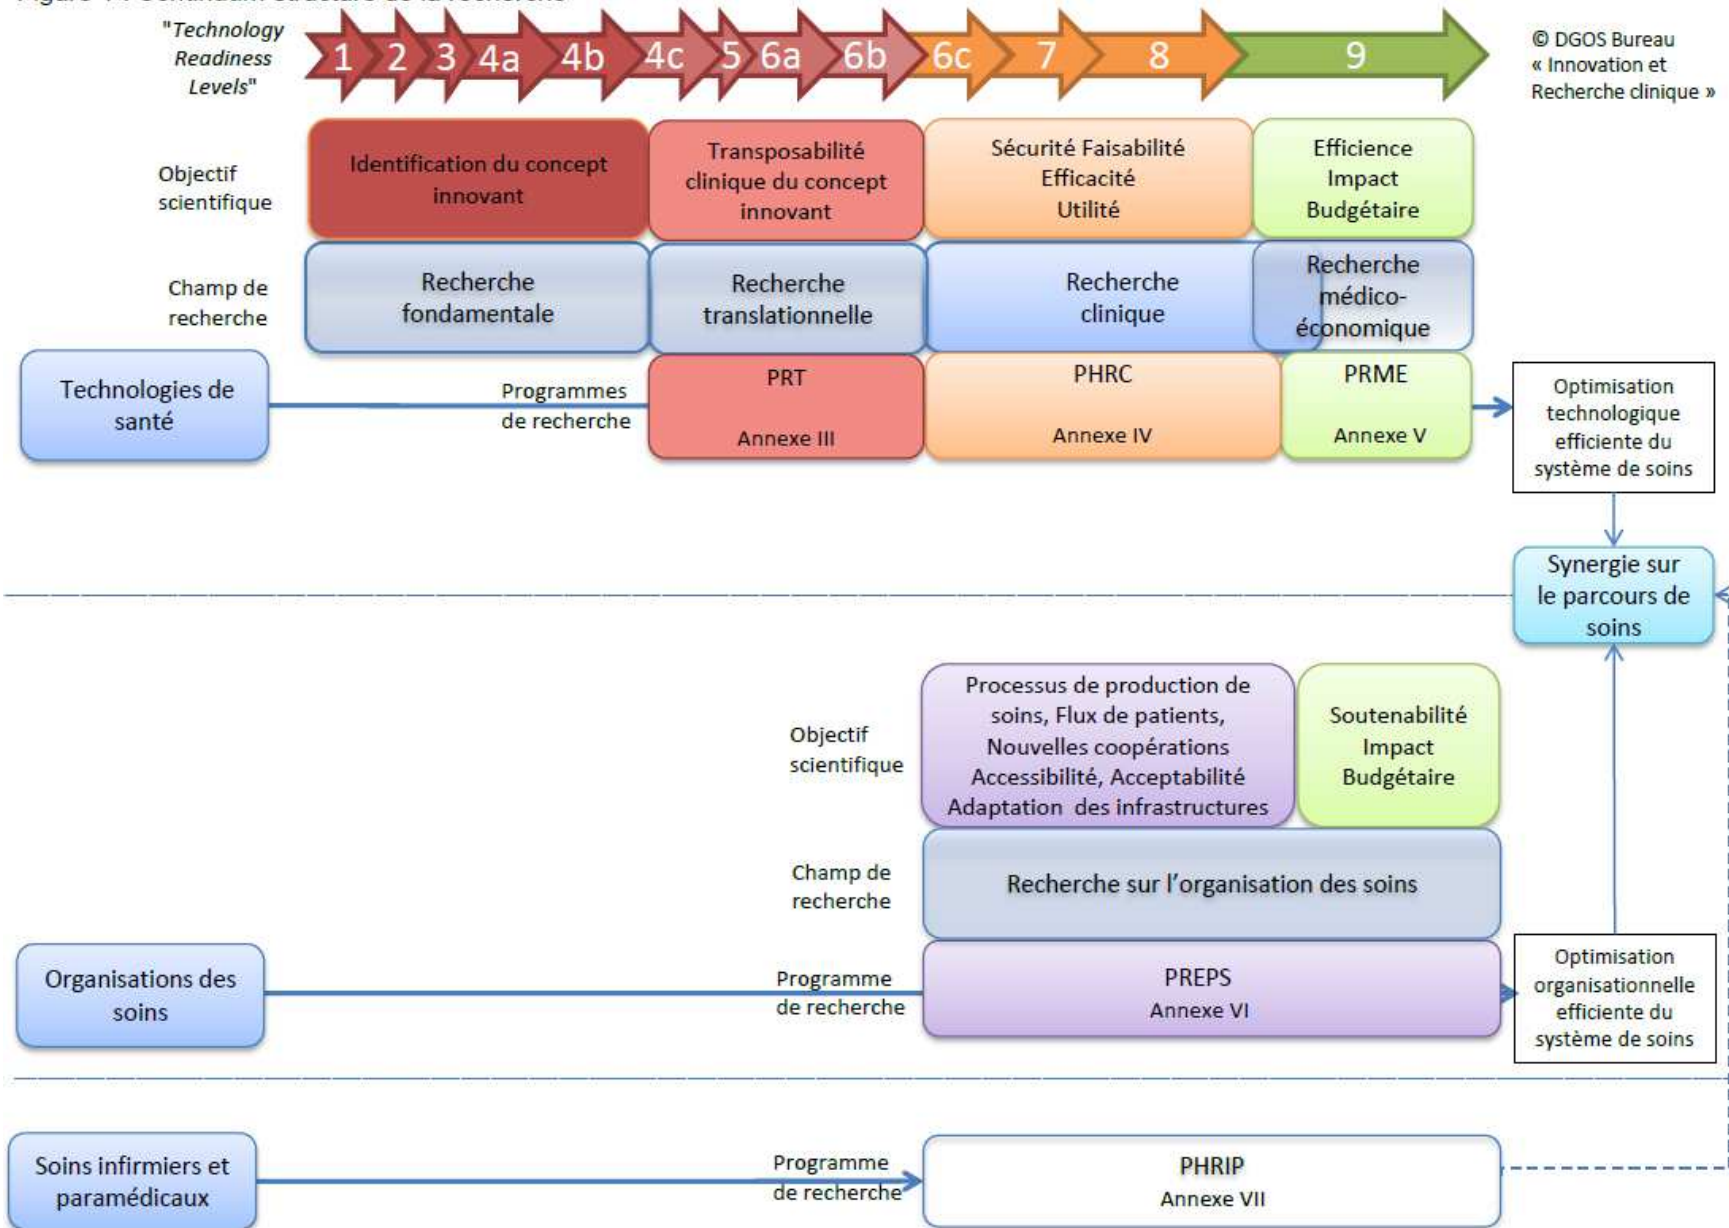 "Technology
Readiness
Levels"
1 2 3 4a 4b 4c 5 6a 6b 6c 7 8 9
© DGOS Bureau
« Innovation et
Recherche clinique »
Objectif
scientifique
Identification du concept
innovant
Transposabilité
clinique du concept
innovant
Sécurité Faisabilité
Efficacité
Utilité
Efficience
Impact
Budgétaire
Champ de
recherche
Recherche
fondamentale
Recherche
translationnelle
Recherche
clinique
Recherche
médico-
économique
Technologies de
santé
Programmes
de recherche
PRT
Annexe III
PHRC
Annexe IV
PRME
Annexe V
Optimisation
technologique
efficiente du
système de soins
Synergie sur
le parcours de
soins
Objectif
scientifique
Processus de production de
soins, Flux de patients,
Nouvelles coopérations
Accessibilité, Acceptabilité
Adaptation des infrastructures
Soutenabilité
Impact
Budgétaire
Champ de
recherche
Recherche sur l'organisation des soins
Organisations des
soins
Programme
de recherche
PREPS
Annexe VI
Optimisation
organisationnelle
efficiente du
système de soins
Soins infirmiers et
paramédicaux
Programme
de recherche
PHRIP
Annexe VII